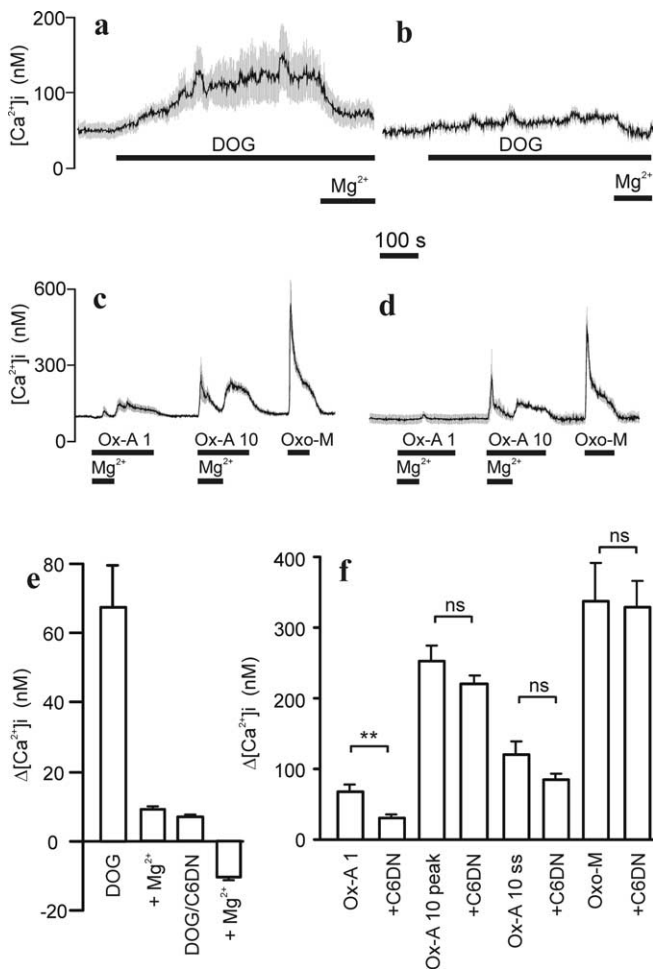 a
b
200
100
0
[Ca²⁺]i (nM)
DOG
DOG
Mg²⁺
Mg²⁺
100 s
c
d
600
300
0
[Ca²⁺]i (nM)
Ox-A 1
Ox-A 10
Oxo-M
Ox-A 1
Ox-A 10
Oxo-M
Mg²⁺
Mg²⁺
Mg²⁺
Mg²⁺
e
80
60
40
20
0
-20
Δ[Ca²⁺]i (nM)
DOG
+ Mg²⁺
DOG/C6DN
+ Mg²⁺
f
400
300
200
100
0
Δ[Ca²⁺]i (nM)
**
ns
ns
ns
Ox-A 1
+C6DN
Ox-A 10 peak
+C6DN
Ox-A 10 ss
+C6DN
Oxo-M
+C6DN